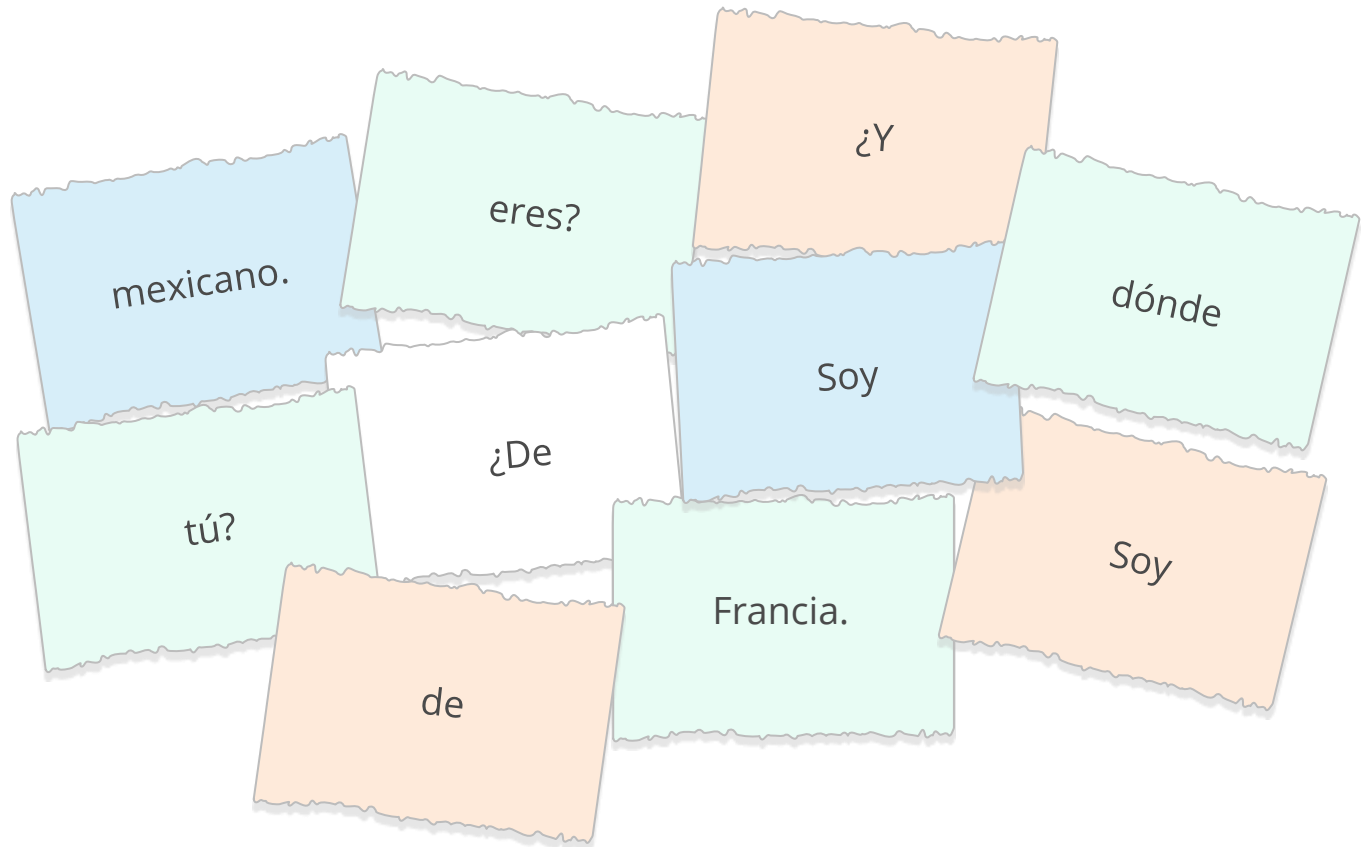 ¿Y
eres?
mexicano.
dónde
Soy
¿De
tú?
Soy
Francia.
de